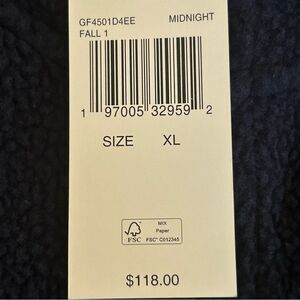 GF4501D4EE MIDNIGHT
FALL 1
1 97005 32959 2
SIZE XL
MIX
Paper
FSC FSC® C012345
$118.00